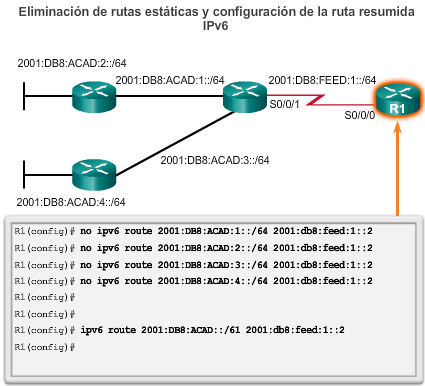 Eliminación de rutas estáticas y configuración de la ruta resumida
IPv6
2001:DB8:ACAD:2::/64
2001:DB8:ACAD:1::/64
2001:DB8:FEED:1::/64
S0/0/1
R1
S0/0/0
2001:DB8:ACAD:3::/64
2001:DB8:ACAD:4::/64
R1(config)# no ipv6 route 2001:DB8:ACAD:1::/64 2001:db8:feed:1::2
R1(config)# no ipv6 route 2001:DB8:ACAD:2::/64 2001:db8:feed:1::2
R1(config)# no ipv6 route 2001:DB8:ACAD:3::/64 2001:db8:feed:1::2
R1(config)# no ipv6 route 2001:DB8:ACAD:4::/64 2001:db8:feed:1::2
R1(config)#
R1(config)#
R1(config)# ipv6 route 2001:DB8:ACAD::/61 2001:db8:feed:1::2
R1(config)#